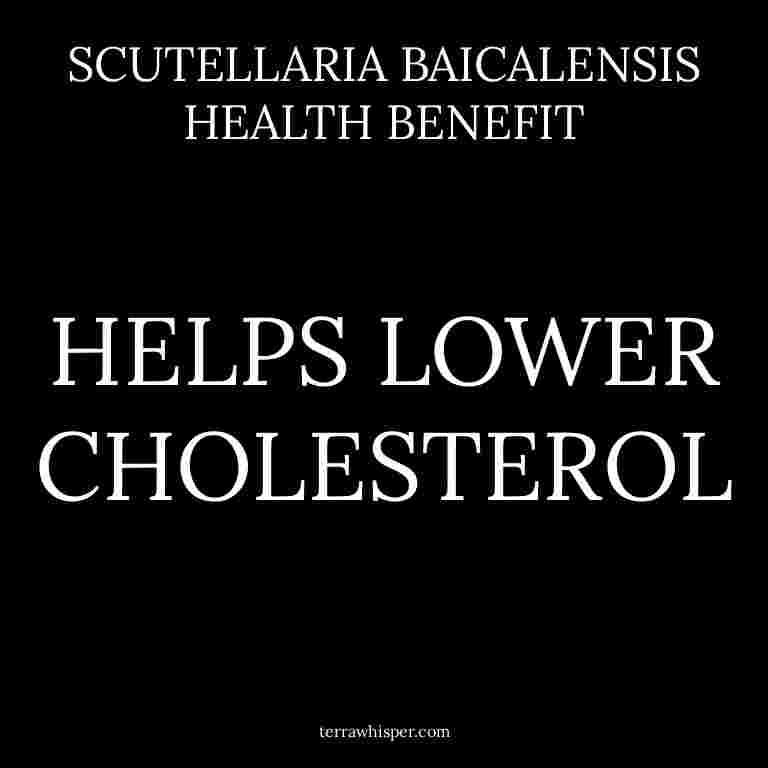 SCUTELLARIA BAICALENSIS
HEALTH BENEFIT
HELPS LOWER
CHOLESTEROL
terrawhisper.com